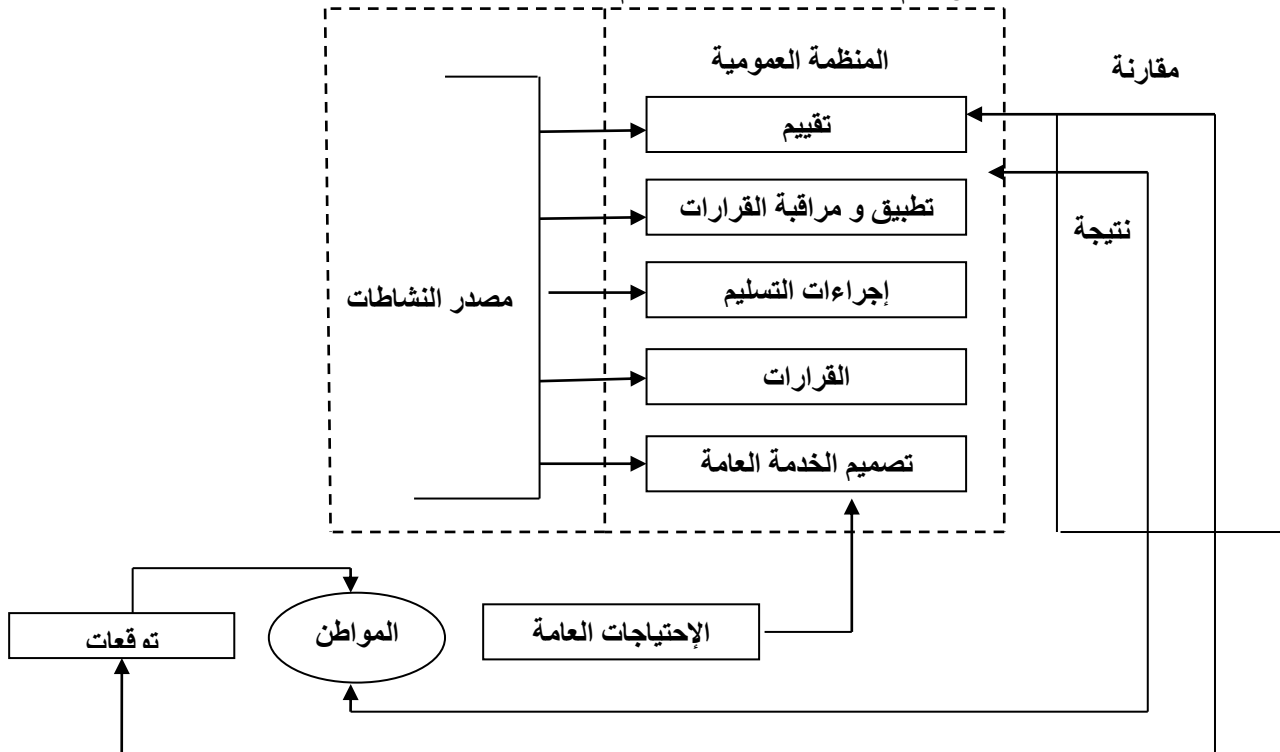 المنظمة العمومية
مقارنة
تقييم
تطبيق و مراقبة القرارات
نتيجة
إجراءات التسليم
مصدر النشاطات
القرارات
تصميم الخدمة العامة
الإحتياجات العامة
المواطن
توقعات